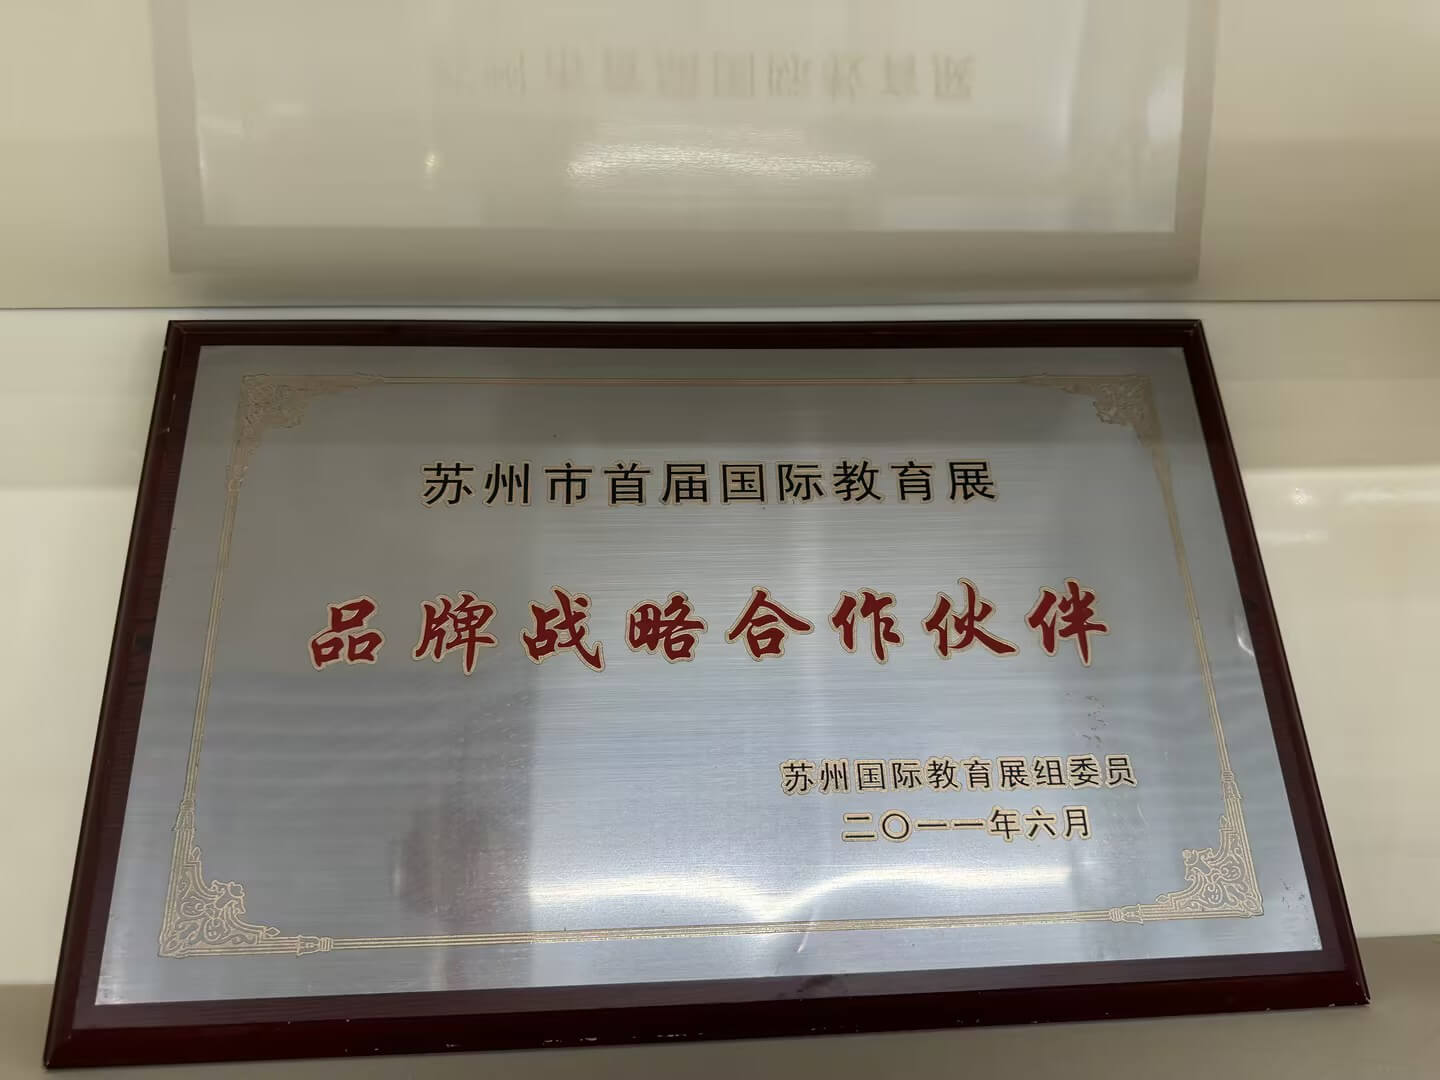 苏州市首届国际教育展
品牌战略合作伙伴
苏州国际教育展组委员
二〇一一年六月